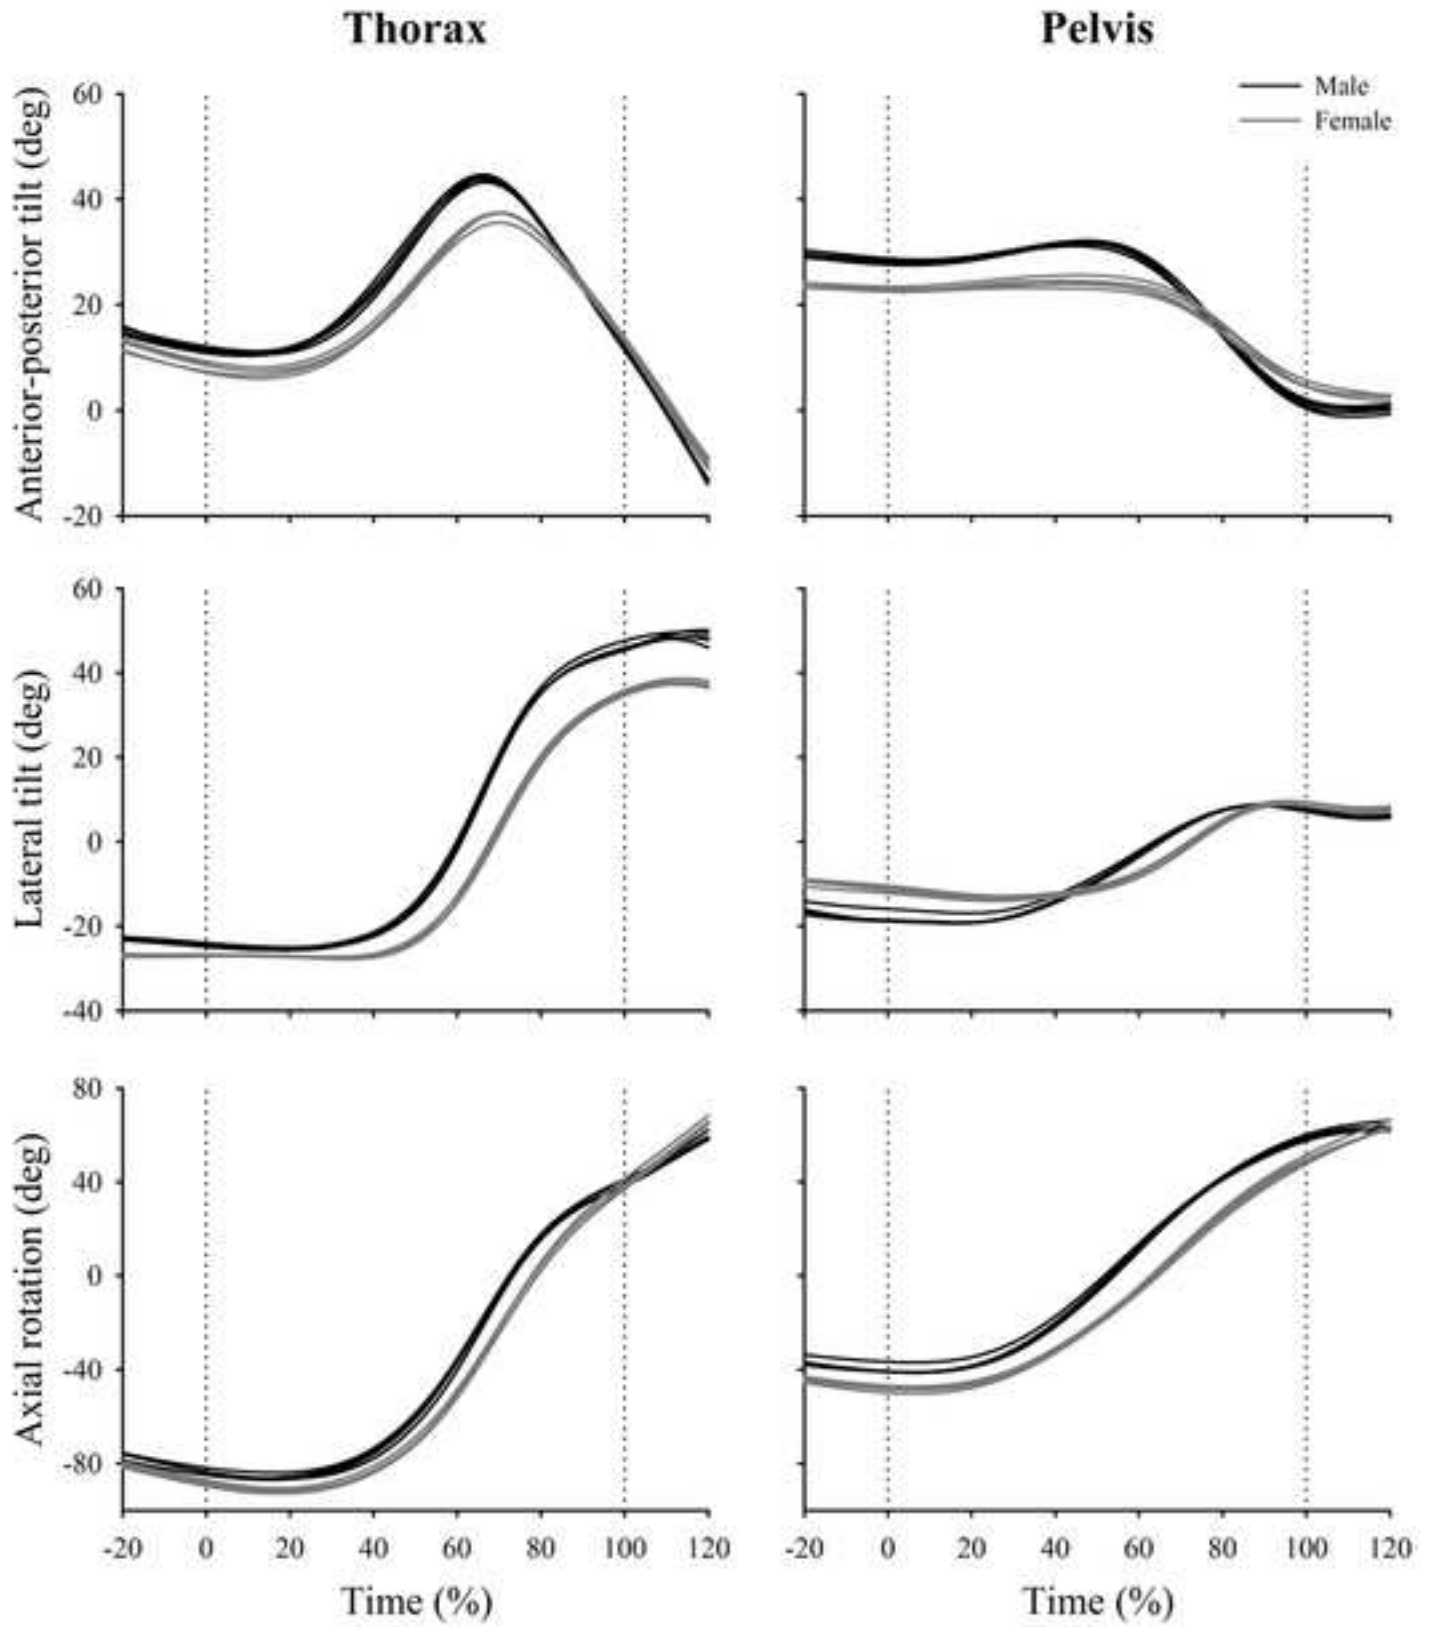 Thorax
Pelvis
Male
Female
Anterior-posterior tilt (deg)
60
40
20
0
-20
Lateral tilt (deg)
60
40
20
0
-20
-40
Axial rotation (deg)
80
40
0
-40
-80
-20 0 20 40 60 80 100 120
-20 0 20 40 60 80 100 120
Time (%)
Time (%)